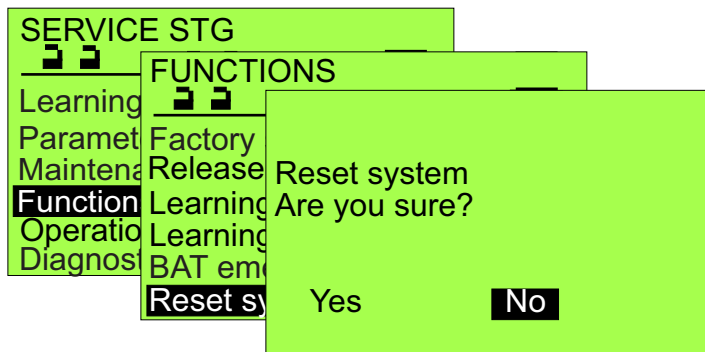 SERVICE STG
Learning
Paramet
Maintena
Function
Operatio
Diagnost
FUNCTIONS
Factory
Release
Learning
Learning
BAT eme
Reset sy
Reset system
Are you sure?
Yes No